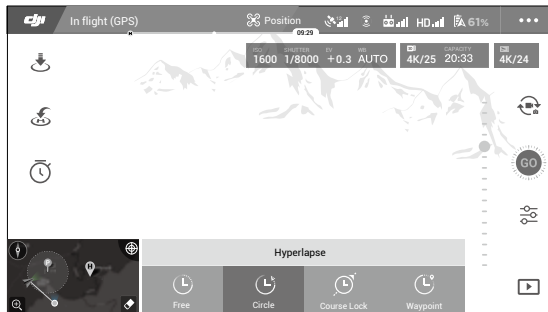 dji In flight (GPS) Position HD 61%
09:29
ISO SHUTTER EV WB CAPACITY
1600 1/8000 +0.3 AUTO 4K/25 20:33 4K/24
H
GO
Hyperlapse
P
H
Free Circle Course Lock Waypoint